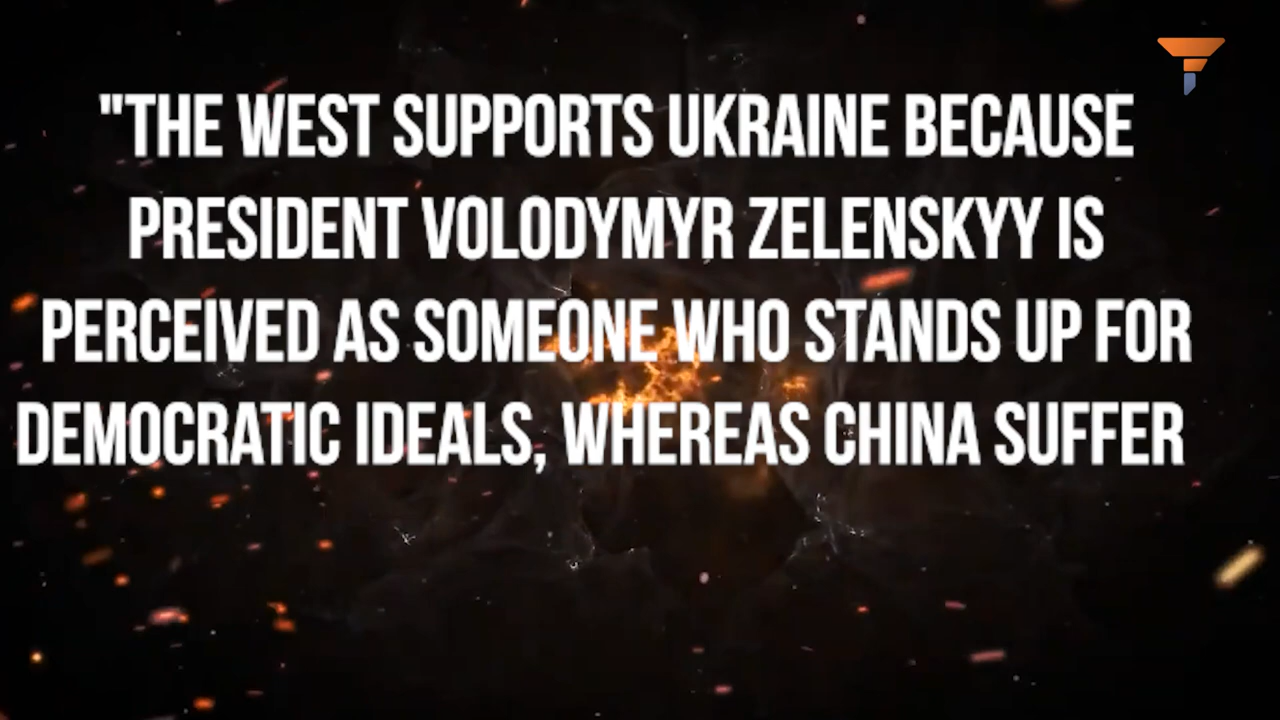 "THE WEST SUPPORTS UKRAINE BECAUSE
PRESIDENT VOLODYMYR ZELENSKYY IS
PERCEIVED AS SOMEONE WHO STANDS UP FOR
DEMOCRATIC IDEALS, WHEREAS CHINA SUFFER